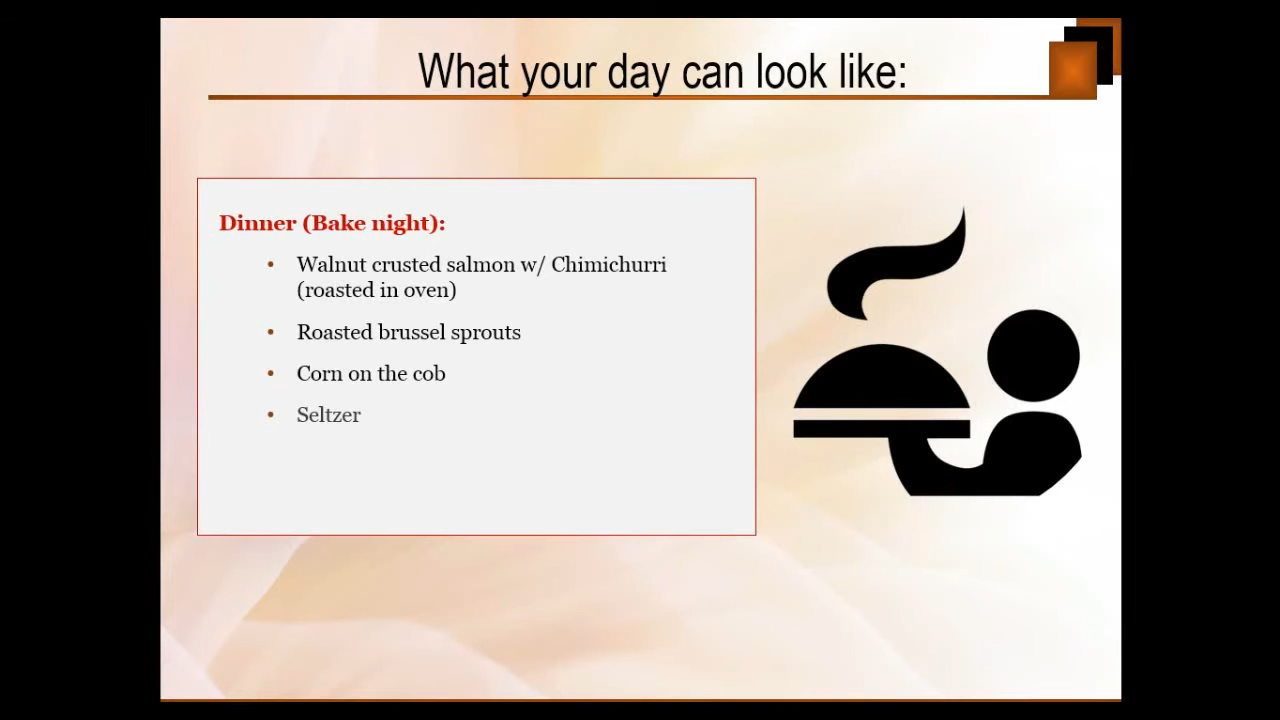 What your day can look like:
Dinner (Bake night):
• Walnut crusted salmon w/ Chimichurri
(roasted in oven)
• Roasted brussel sprouts
• Corn on the cob
• Seltzer